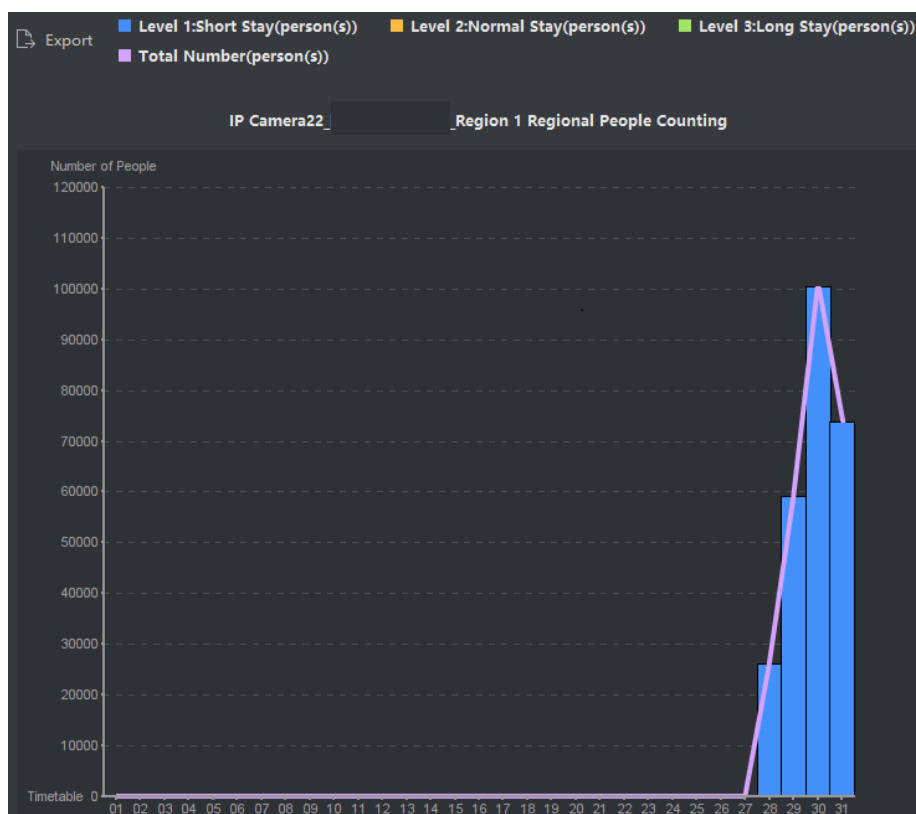 Export
Level 1:Short Stay(person(s)) Level 2:Normal Stay(person(s)) Level 3:Long Stay(person(s))
Total Number(person(s))
IP Camera22_ _Region 1 Regional People Counting
Number of People
120000
110000
100000
90000
80000
70000
60000
50000
40000
30000
20000
10000
Timetable 0
01 02 03 04 05 06 07 08 09 10 11 12 13 14 15 16 17 18 19 20 21 22 23 24 25 26 27 28 29 30 31